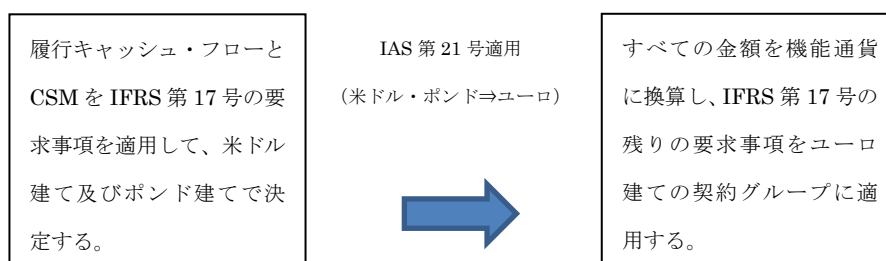 履行キャッシュ・フローと
CSM を IFRS 第 17 号の要
求事項を適用して、米ドル
建て及びポンド建てで決
定する。
IAS 第 21 号適用
（米ドル・ポンド⇒ユーロ）
すべての金額を機能通貨
に換算し、IFRS 第 17 号の
残りの要求事項をユーロ
建ての契約グループに適
用する。